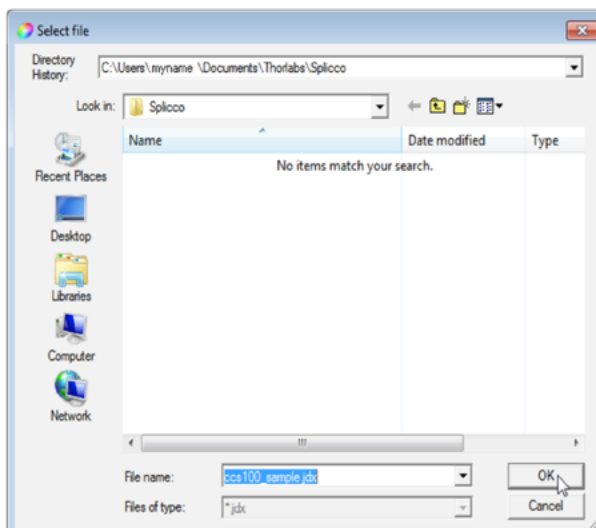 Select file
Directory History: C:\Users\myname \Documents\Thorlabs\Splicco
Look in: Splicco
Name Date modified Type
No items match your search.
Recent Places
Desktop
Libraries
Computer
Network
File name: ccs100_sample.jdx OK
Files of type: *.jdx Cancel